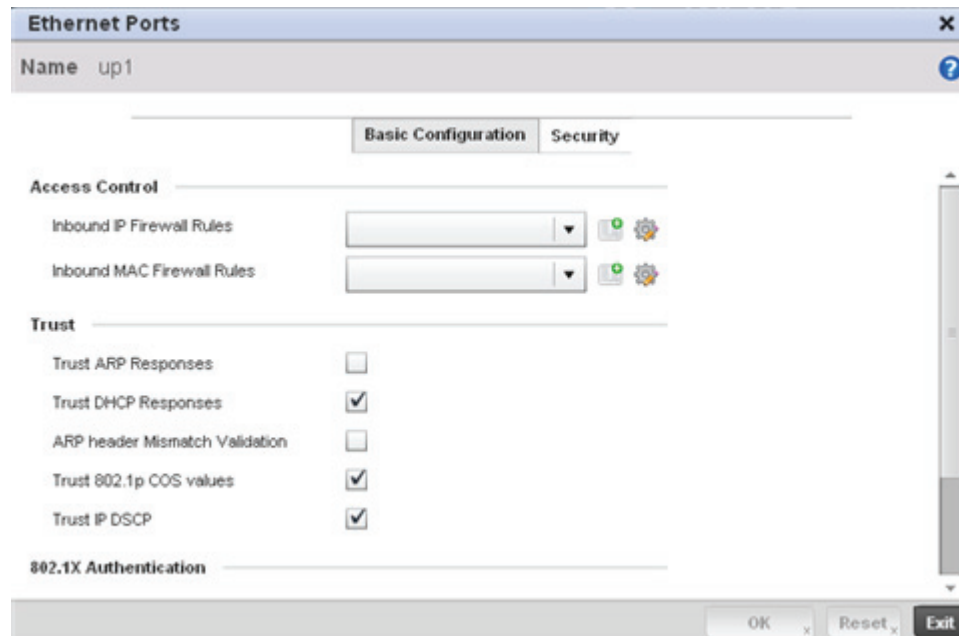 Ethernet Ports
Name up1
Basic Configuration Security
Access Control
Inbound IP Firewall Rules
Inbound MAC Firewall Rules
Trust
Trust ARP Responses
Trust DHCP Responses
ARP header Mismatch Validation
Trust 802.1p COS values
Trust IP DSCP
802.1X Authentication
OK Reset Exit